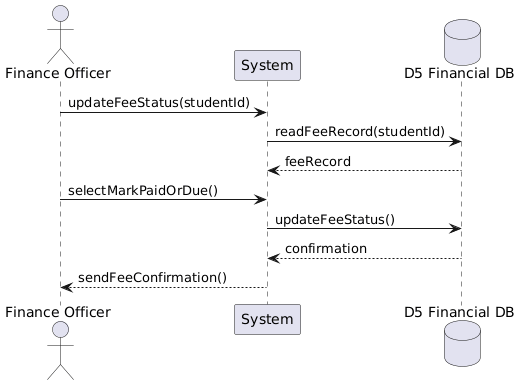 Finance Officer
System
D5 Financial DB
updateFeeStatus(studentId)
readFeeRecord(studentId)
feeRecord
selectMarkPaidOrDue()
updateFeeStatus()
confirmation
sendFeeConfirmation()
Finance Officer
System
D5 Financial DB